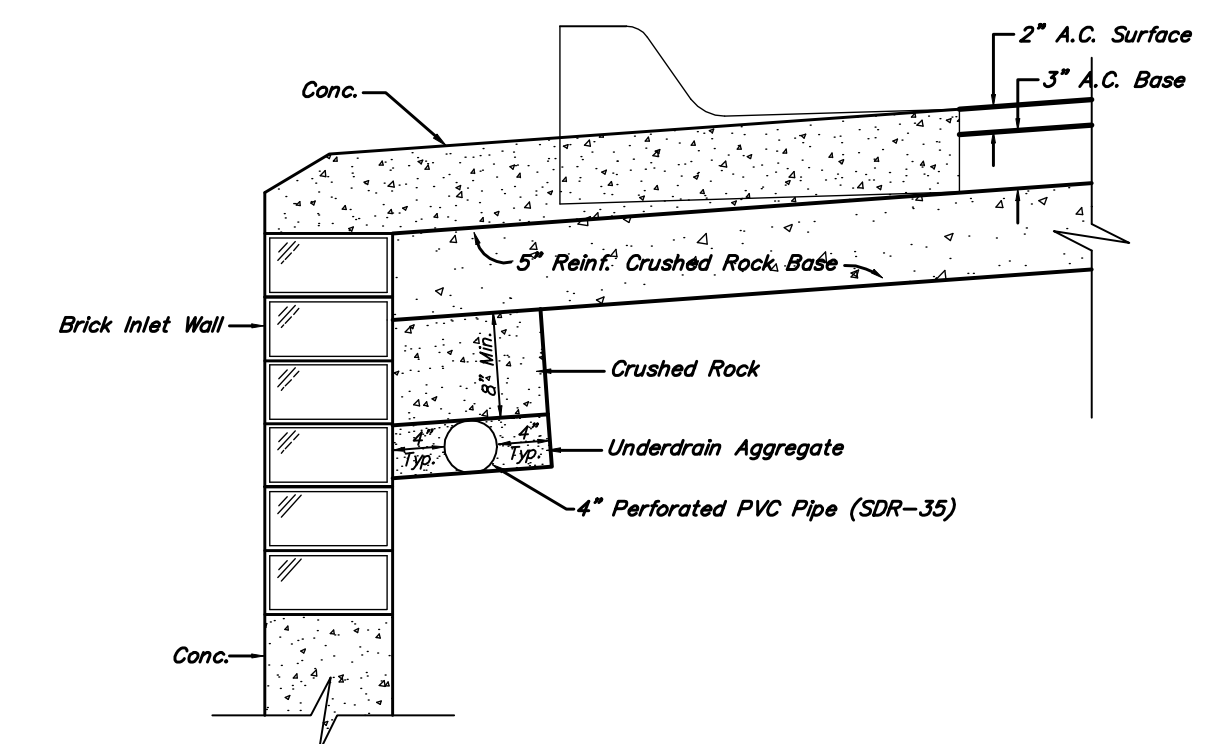 2" A.C. Surface
3" A.C. Base
Conc.
5" Reinf. Crushed Rock Base
Brick Inlet Wall
8" Min.
Crushed Rock
4" Typ.
4" Typ.
Underdrain Aggregate
4" Perforated PVC Pipe (SDR-35)
Conc.